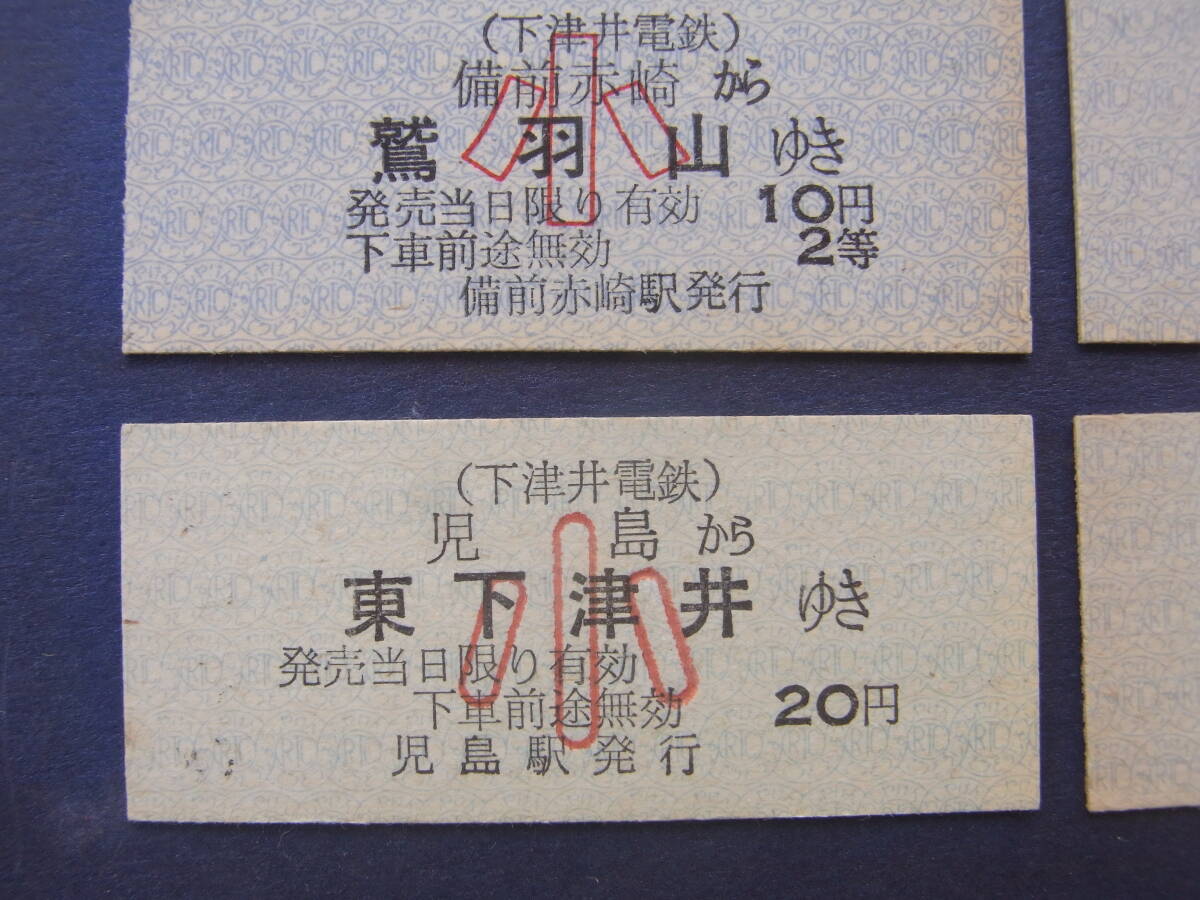 (下津井電鉄)
備前赤崎 から
鷲羽山 ゆき
発売当日限り有効 10円
下車前途無効 2等
備前赤崎駅発行
小
(下津井電鉄)
児島 から
東下津井 ゆき
発売当日限り有効
下車前途無効 20円
児島駅発行
小